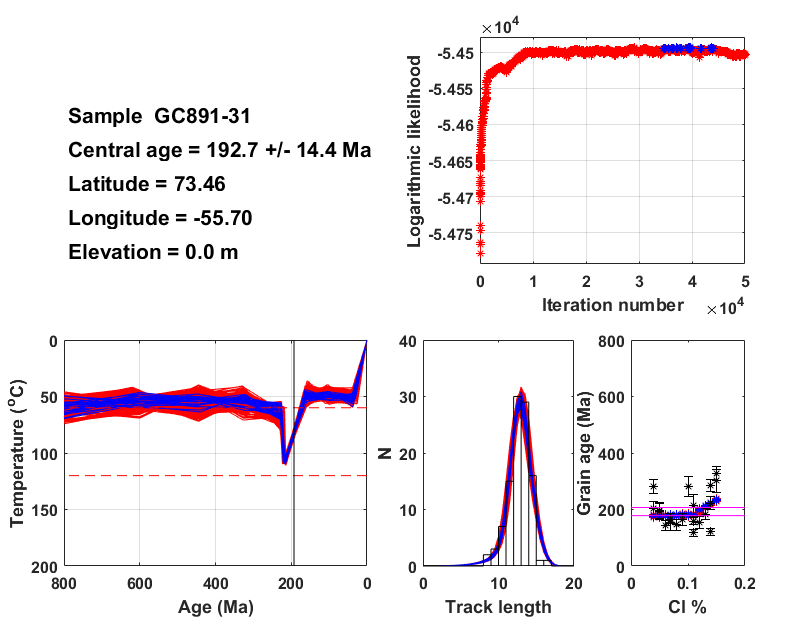 Sample  GC891-31
Central age = 192.7 +/- 14.4 Ma
Latitude = 73.46
Longitude = -55.70
Elevation = 0.0 m
×10⁴
-5.45
-5.455
-5.46
-5.465
-5.47
-5.475
Logarithmic likelihood
0 1 2 3 4 5
Iteration number
×10⁴
0
50
100
150
200
Temperature (°C)
800 600 400 200 0
Age (Ma)
40
30
20
10
0
N
0 10 20
Track length
800
600
400
200
0
Grain age (Ma)
0 0.1 0.2
Cl %